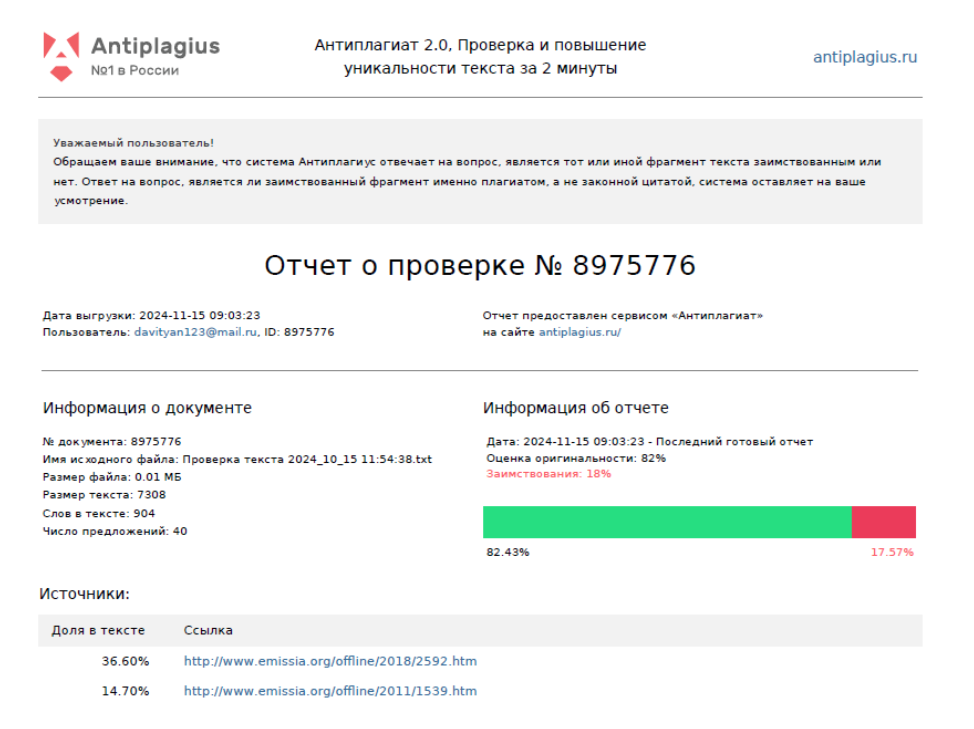 Antiplagius
№1 в России
Антиплагиат 2.0, Проверка и повышение
уникальности текста за 2 минуты
antiplagius.ru
Уважаемый пользователь!
Обращаем ваше внимание, что система Антиплагиус отвечает на вопрос, является тот или иной фрагмент текста заимствованным или
нет. Ответ на вопрос, является ли заимствованный фрагмент именно плагиатом, а не законной цитатой, система оставляет на ваше
усмотрение.
Отчет о проверке № 8975776
Дата выгрузки: 2024-11-15 09:03:23
Пользователь: davityan123@mail.ru, ID: 8975776
Отчет предоставлен сервисом «Антиплагиат»
на сайте antiplagius.ru/
Информация о документе
№ документа: 8975776
Имя исходного файла: Проверка текста 2024_10_15 11:54:38.txt
Размер файла: 0.01 МБ
Размер текста: 7308
Слов в тексте: 904
Число предложений: 40
Информация об отчете
Дата: 2024-11-15 09:03:23 - Последний готовый отчет
Оценка оригинальности: 82%
Заимствования: 18%
82.43% 17.57%
Источники:
Доля в тексте Ссылка
36.60% http://www.emissia.org/offline/2018/2592.htm
14.70% http://www.emissia.org/offline/2011/1539.htm